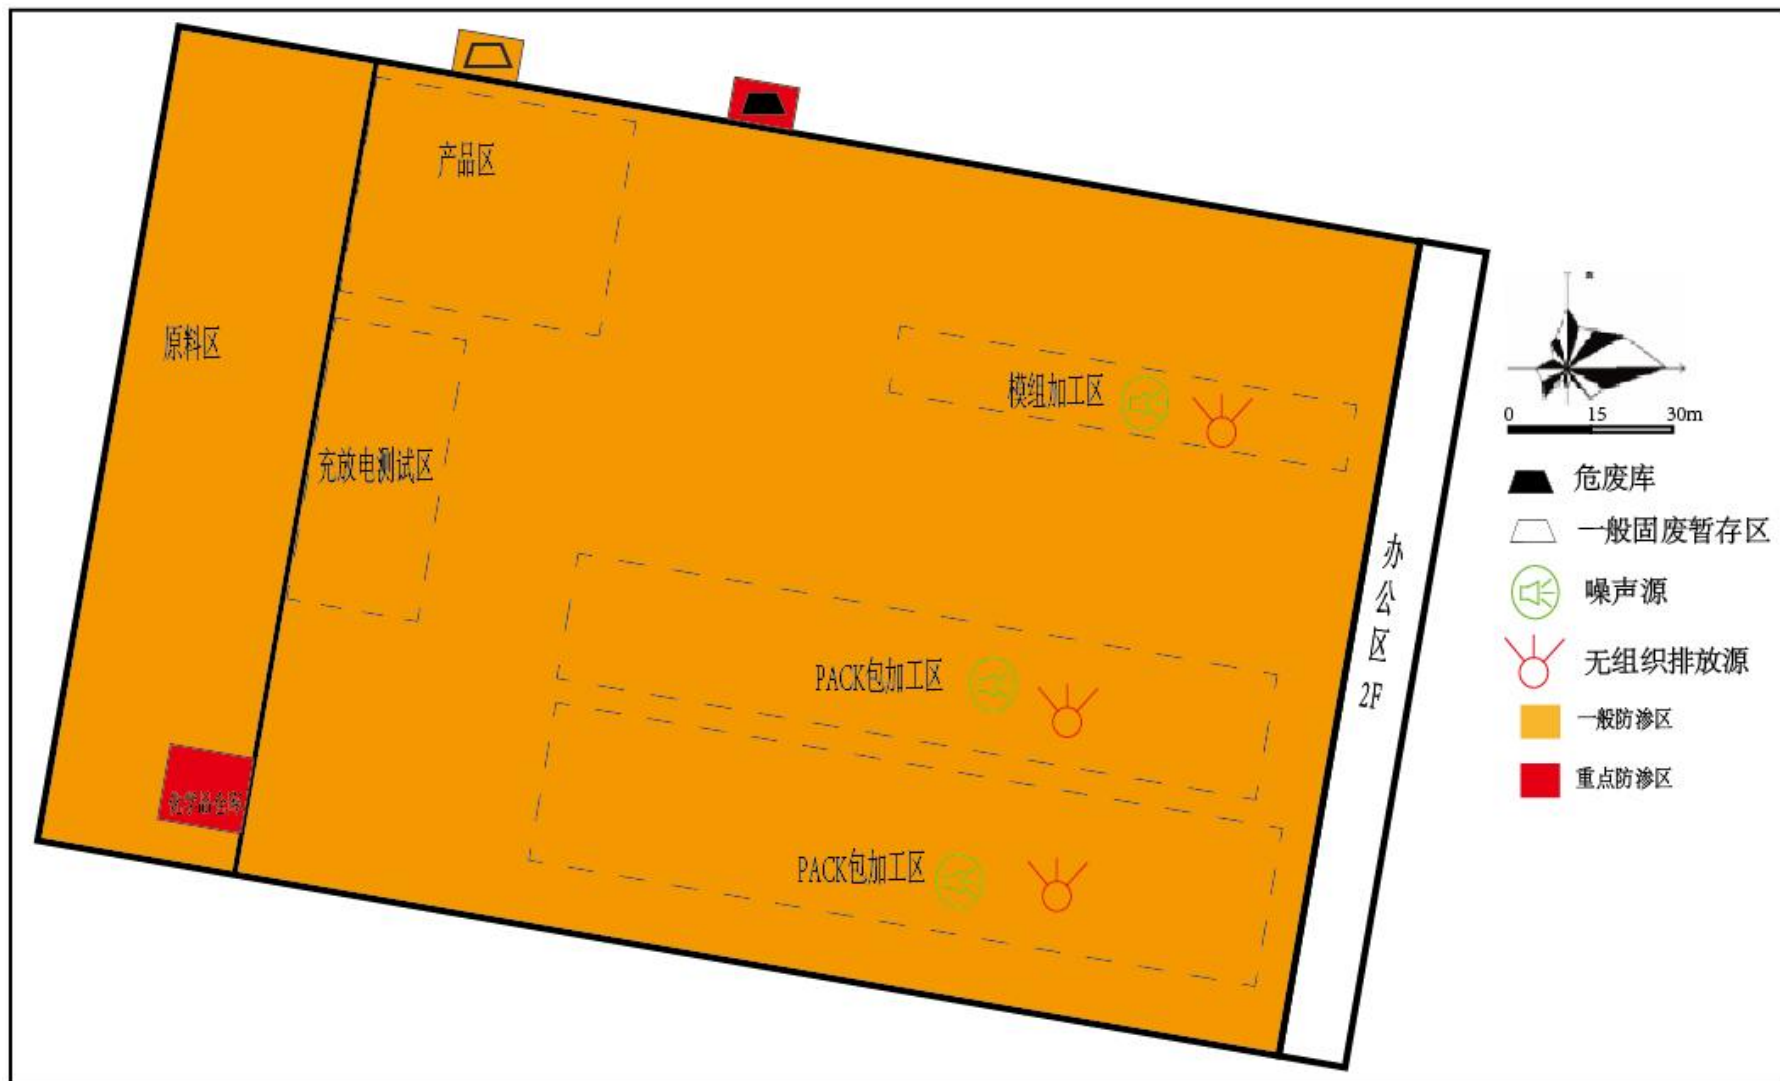 产品区
原料区
模组加工区
充放电测试区
PACK包加工区
PACK包加工区
办
公
区
2F
0 15 30m
危废库
一般固废暂存区
噪声源
无组织排放源
一般防渗区
重点防渗区